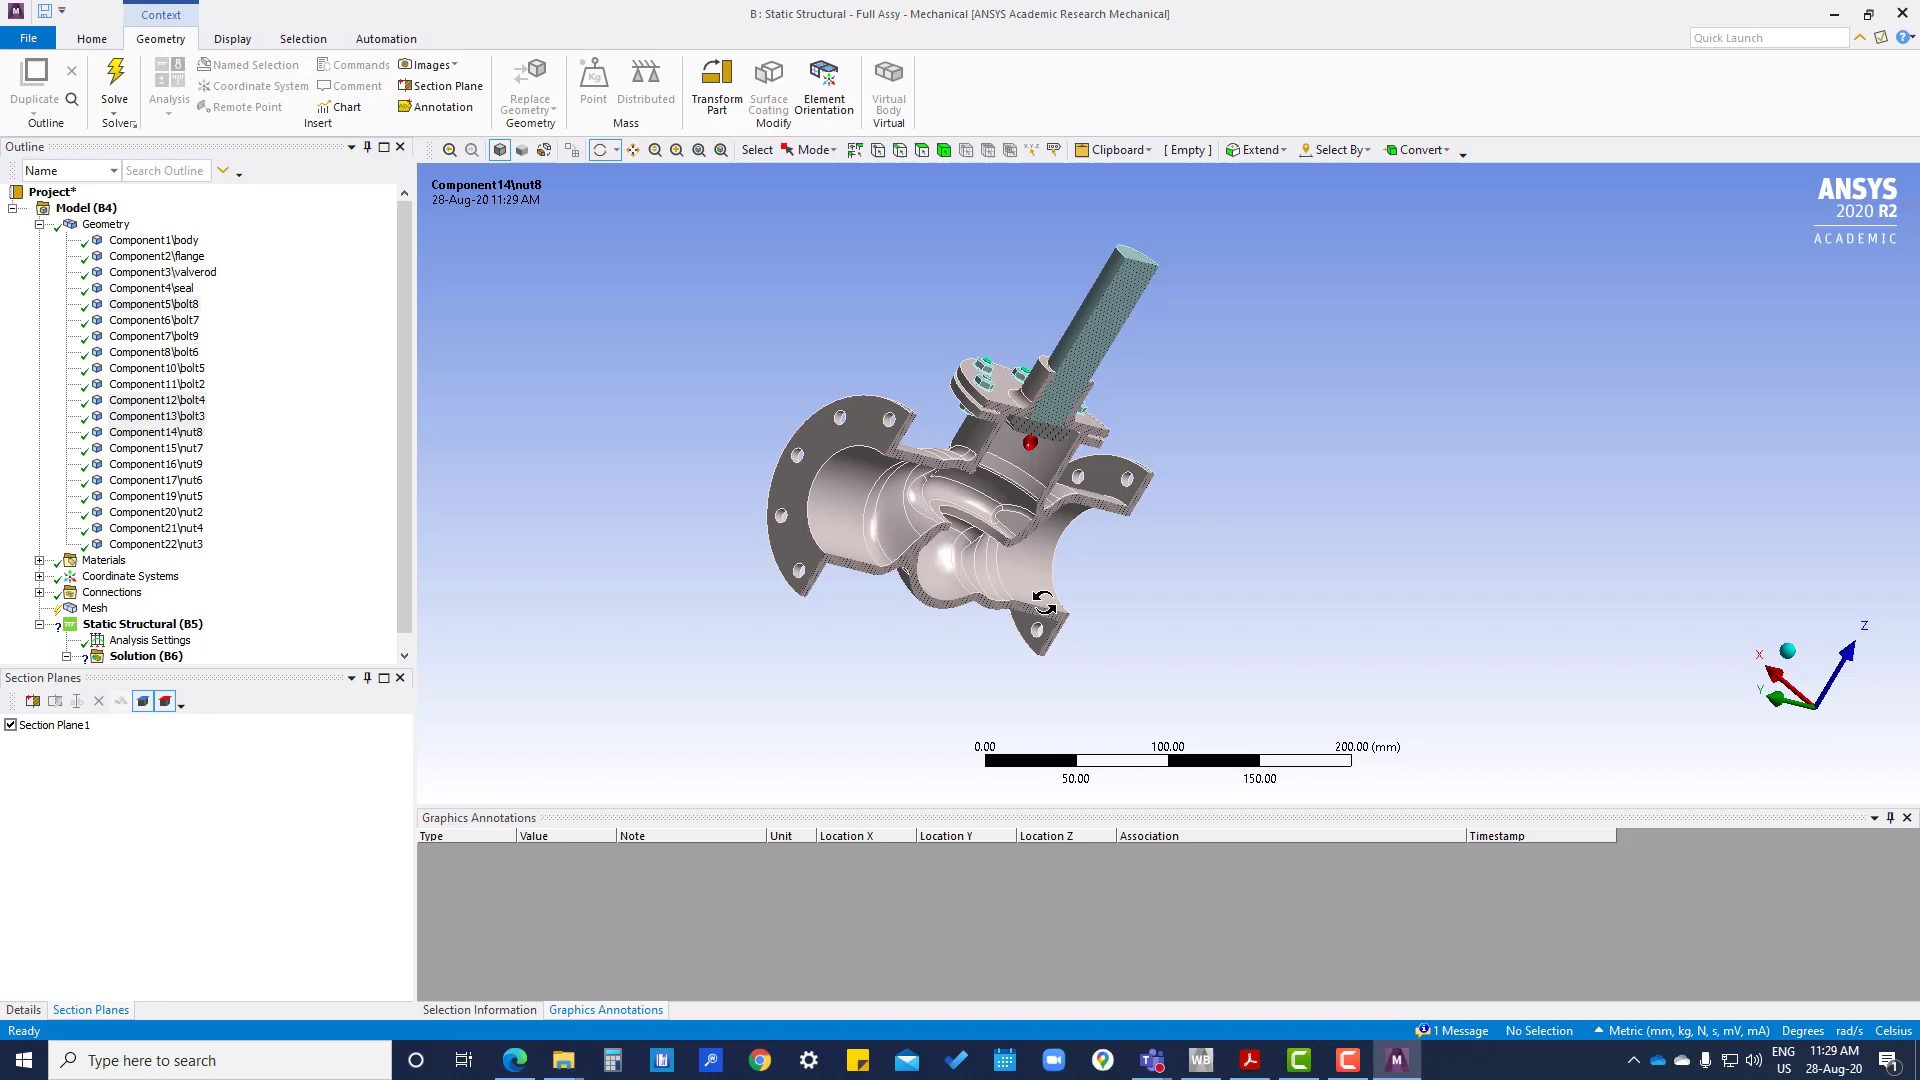 Context
B : Static Structural - Full Assy - Mechanical [ANSYS Academic Research Mechanical]
File Home Geometry Display Selection Automation
Quick Launch
Duplicate
Outline
Solve
Solver
Analysis
Named Selection
Coordinate System
Remote Point
Commands
Comment
Chart
Images
Section Plane
Annotation
Insert
Replace
Geometry
Geometry
Kg
Point
Distributed
Mass
Transform
Part
Surface
Coating
Element
Orientation
Modify
Virtual
Body
Virtual
Outline
Name
Search Outline
Select Mode Clipboard [ Empty ] Extend Select By Convert
Project*
Model (B4)
Geometry
Component1\body
Component2\flange
Component3\valverod
Component4\seal
Component5\bolt8
Component6\bolt7
Component7\bolt9
Component8\bolt6
Component10\bolt5
Component11\bolt2
Component12\bolt4
Component13\bolt3
Component14\nut8
Component15\nut7
Component16\nut9
Component17\nut6
Component19\nut5
Component20\nut2
Component21\nut4
Component22\nut3
Materials
Coordinate Systems
Connections
Mesh
Static Structural (B5)
Analysis Settings
Solution (B6)
Component14\nut8
28-Aug-20 11:29 AM
ANSYS
2020 R2
ACADEMIC
Z
X
Y
0.00 100.00 200.00 (mm)
50.00 150.00
Section Planes
Section Plane1
Graphics Annotations
Type Value Note Unit Location X Location Y Location Z Association Timestamp
Details Section Planes
Selection Information Graphics Annotations
Ready
1 Message No Selection Metric (mm, kg, N, s, mV, mA) Degrees rad/s Celsius
Type here to search
WB
M
ENG
US
11:29 AM
28-Aug-20
1